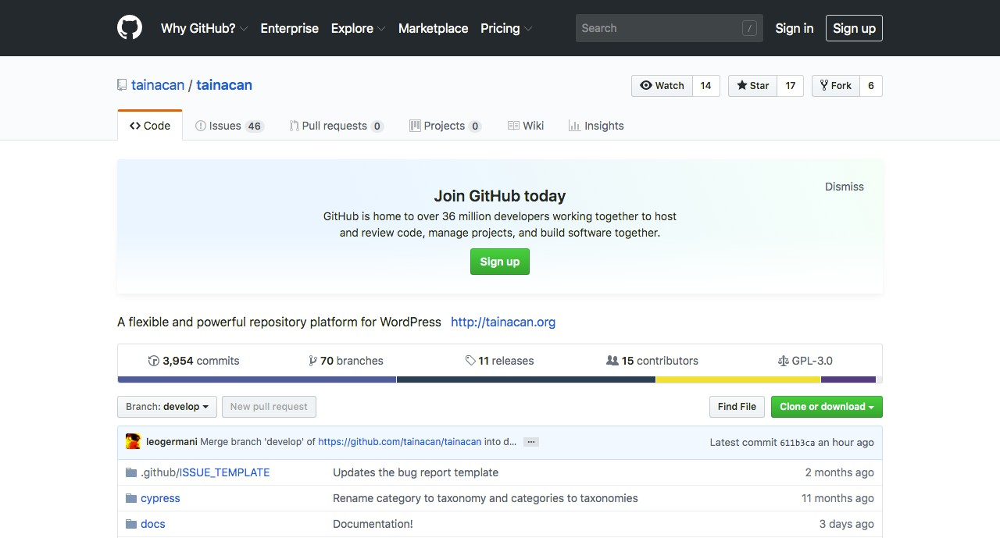 Why GitHub? Enterprise Explore Marketplace Pricing Search / Sign in Sign up
tainacan / tainacan Watch 14 Star 17 Fork 6
Code Issues 46 Pull requests 0 Projects 0 Wiki Insights
Dismiss
Join GitHub today
GitHub is home to over 36 million developers working together to host
and review code, manage projects, and build software together.
Sign up
A flexible and powerful repository platform for WordPress http://tainacan.org
3,954 commits 70 branches 11 releases 15 contributors GPL-3.0
Branch: develop New pull request Find File Clone or download
leogermani Merge branch 'develop' of https://github.com/tainacan/tainacan into d… … Latest commit 611b3ca an hour ago
.github/ISSUE_TEMPLATE Updates the bug report template 2 months ago
cypress Rename category to taxonomy and categories to taxonomies 11 months ago
docs Documentation! 3 days ago